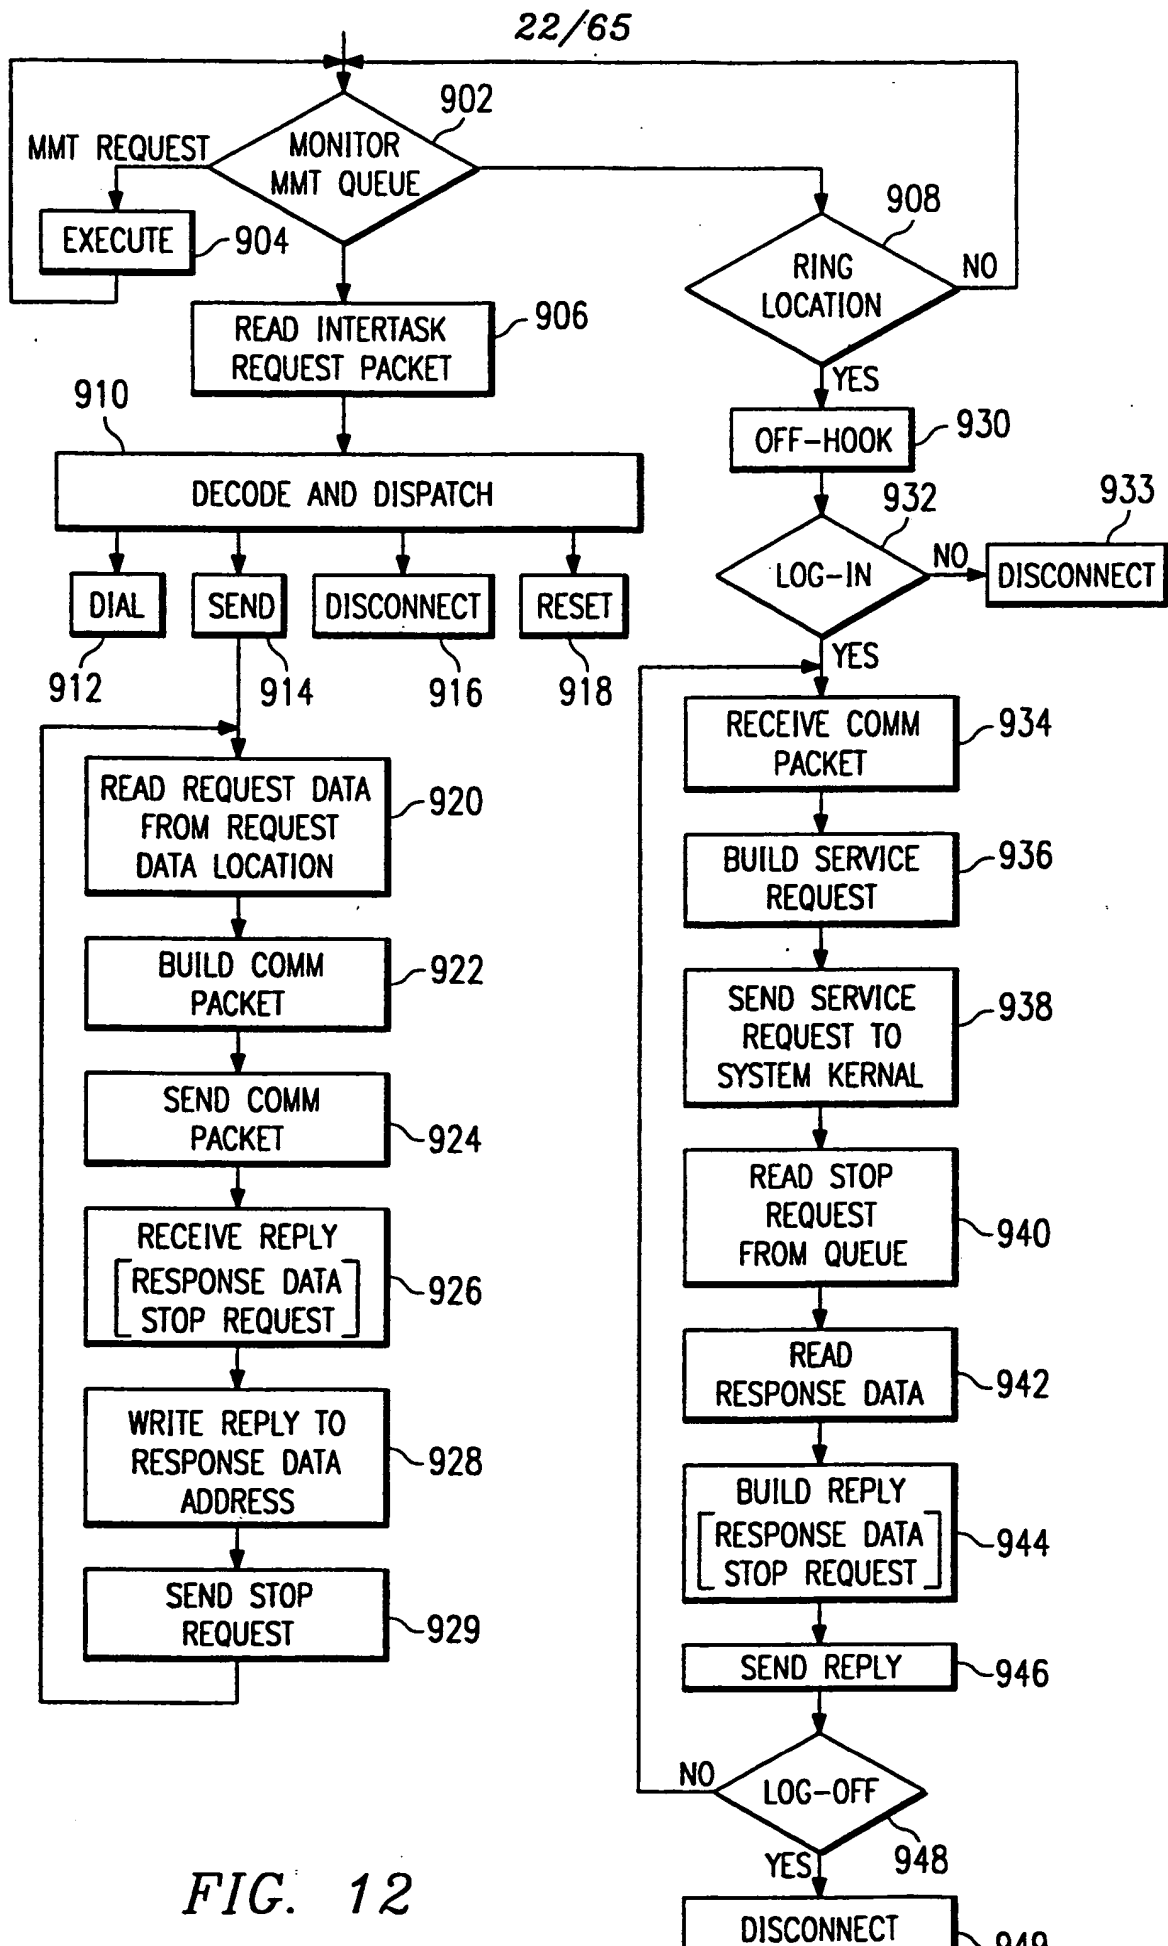 22/65
902
MMT REQUEST
MONITOR
MMT QUEUE
EXECUTE
904
908
RING
LOCATION
NO
YES
READ INTERTASK
REQUEST PACKET
906
910
DECODE AND DISPATCH
DIAL
SEND
DISCONNECT
RESET
912
914
916
918
READ REQUEST DATA
FROM REQUEST
DATA LOCATION
920
BUILD COMM
PACKET
922
SEND COMM
PACKET
924
RECEIVE REPLY
[RESPONSE DATA
STOP REQUEST]
926
WRITE REPLY TO
RESPONSE DATA
ADDRESS
928
SEND STOP
REQUEST
929
OFF-HOOK
930
932
LOG-IN
NO
933
DISCONNECT
YES
RECEIVE COMM
PACKET
934
BUILD SERVICE
REQUEST
936
SEND SERVICE
REQUEST TO
SYSTEM KERNAL
938
READ STOP
REQUEST
FROM QUEUE
940
READ
RESPONSE DATA
942
BUILD REPLY
[RESPONSE DATA
STOP REQUEST]
944
SEND REPLY
946
NO
LOG-OFF
948
YES
DISCONNECT
949
FIG. 12